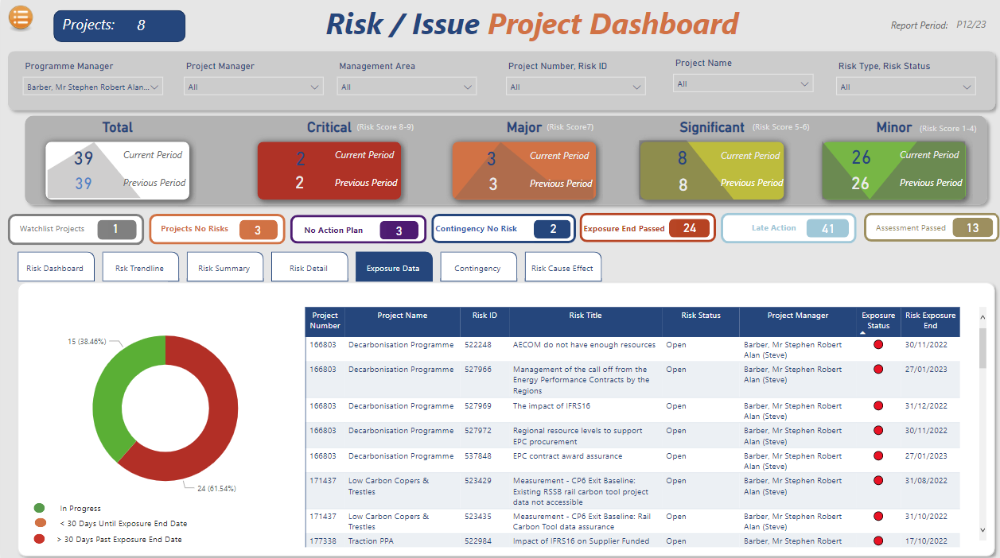 Projects: 8
Risk / Issue Project Dashboard
Report Period: P12/23
Programme Manager
Project Manager
Management Area
Project Number, Risk ID
Project Name
Risk Type, Risk Status
Barber, Mr Stephen Robert Alan...
All
All
All
All
All
Total
Critical (Risk Score 8-9)
Major (Risk Score7)
Significant (Risk Score 5-6)
Minor (Risk Score 1-4)
39 Current Period
39 Previous Period
2 Current Period
2 Previous Period
3 Current Period
3 Previous Period
8 Current Period
8 Previous Period
26 Current Period
26 Previous Period
Watchlist Projects 1
Projects No Risks 3
No Action Plan 3
Contingency No Risk 2
Exposure End Passed 24
Late Action 41
Assessment Passed 13
Risk Dashboard
Rsk Trendline
Risk Summary
Risk Detail
Exposure Data
Contingency
Risk Cause Effect
15 (38.46%)
24 (61.54%)
In Progress
< 30 Days Until Exposure End Date
> 30 Days Past Exposure End Date
Project Project Name Risk ID Risk Title Risk Status Project Manager Exposure Risk Exposure
Number Status End
166803 Decarbonisation Programme 522248 AECOM do not have enough resources Open Barber, Mr Stephen Robert 30/11/2022
Alan (Steve)
166803 Decarbonisation Programme 527966 Management of the call off from the Open Barber, Mr Stephen Robert 27/01/2023
Energy Performance Contracts by the Alan (Steve)
Regions
166803 Decarbonisation Programme 527969 The impact of IFRS16 Open Barber, Mr Stephen Robert 31/12/2022
Alan (Steve)
166803 Decarbonisation Programme 527972 Regional resource levels to support Open Barber, Mr Stephen Robert 30/11/2022
EPC procurement Alan (Steve)
166803 Decarbonisation Programme 537848 EPC contract award assurance Open Barber, Mr Stephen Robert 27/01/2023
Alan (Steve)
171437 Low Carbon Copers & 523429 Measurement - CP6 Exit Baseline: Open Barber, Mr Stephen Robert 31/08/2022
Trestles Existing RSSB rail carbon tool project Alan (Steve)
data not accessible
171437 Low Carbon Copers & 523435 Measurement - CP6 Exit Baseline: Rail Open Barber, Mr Stephen Robert 31/10/2022
Trestles Carbon Tool data assurance Alan (Steve)
177338 Traction PPA 522984 Impact of IFRS16 on Supplier Funded Open Barber, Mr Stephen Robert 17/10/2022